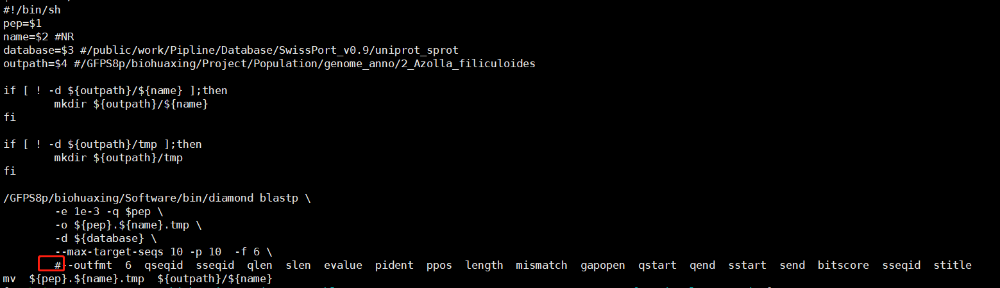 #!/bin/sh
pep=$1
name=$2 #NR
database=$3 #/public/work/Pipline/Database/SwissPort_v0.9/uniprot_sprot
outpath=$4 #/GFPS8p/biohuaxing/Project/Population/genome_anno/2_Azolla_filiculoides
if [ ! -d ${outpath}/${name} ];then
mkdir ${outpath}/${name}
fi
if [ ! -d ${outpath}/tmp ];then
mkdir ${outpath}/tmp
fi
/GFPS8p/biohuaxing/Software/bin/diamond blastp \
-e 1e-3 -q $pep \
-o ${pep}.${name}.tmp \
-d ${database} \
--max-target-seqs 10 -p 10  -f 6 \
#--outfmt  6  qseqid  sseqid  qlen  slen  evalue  pident  ppos  length  mismatch  gapopen  qstart  qend  sstart  send  bitscore  sseqid  stitle
mv  ${pep}.${name}.tmp  ${outpath}/${name}